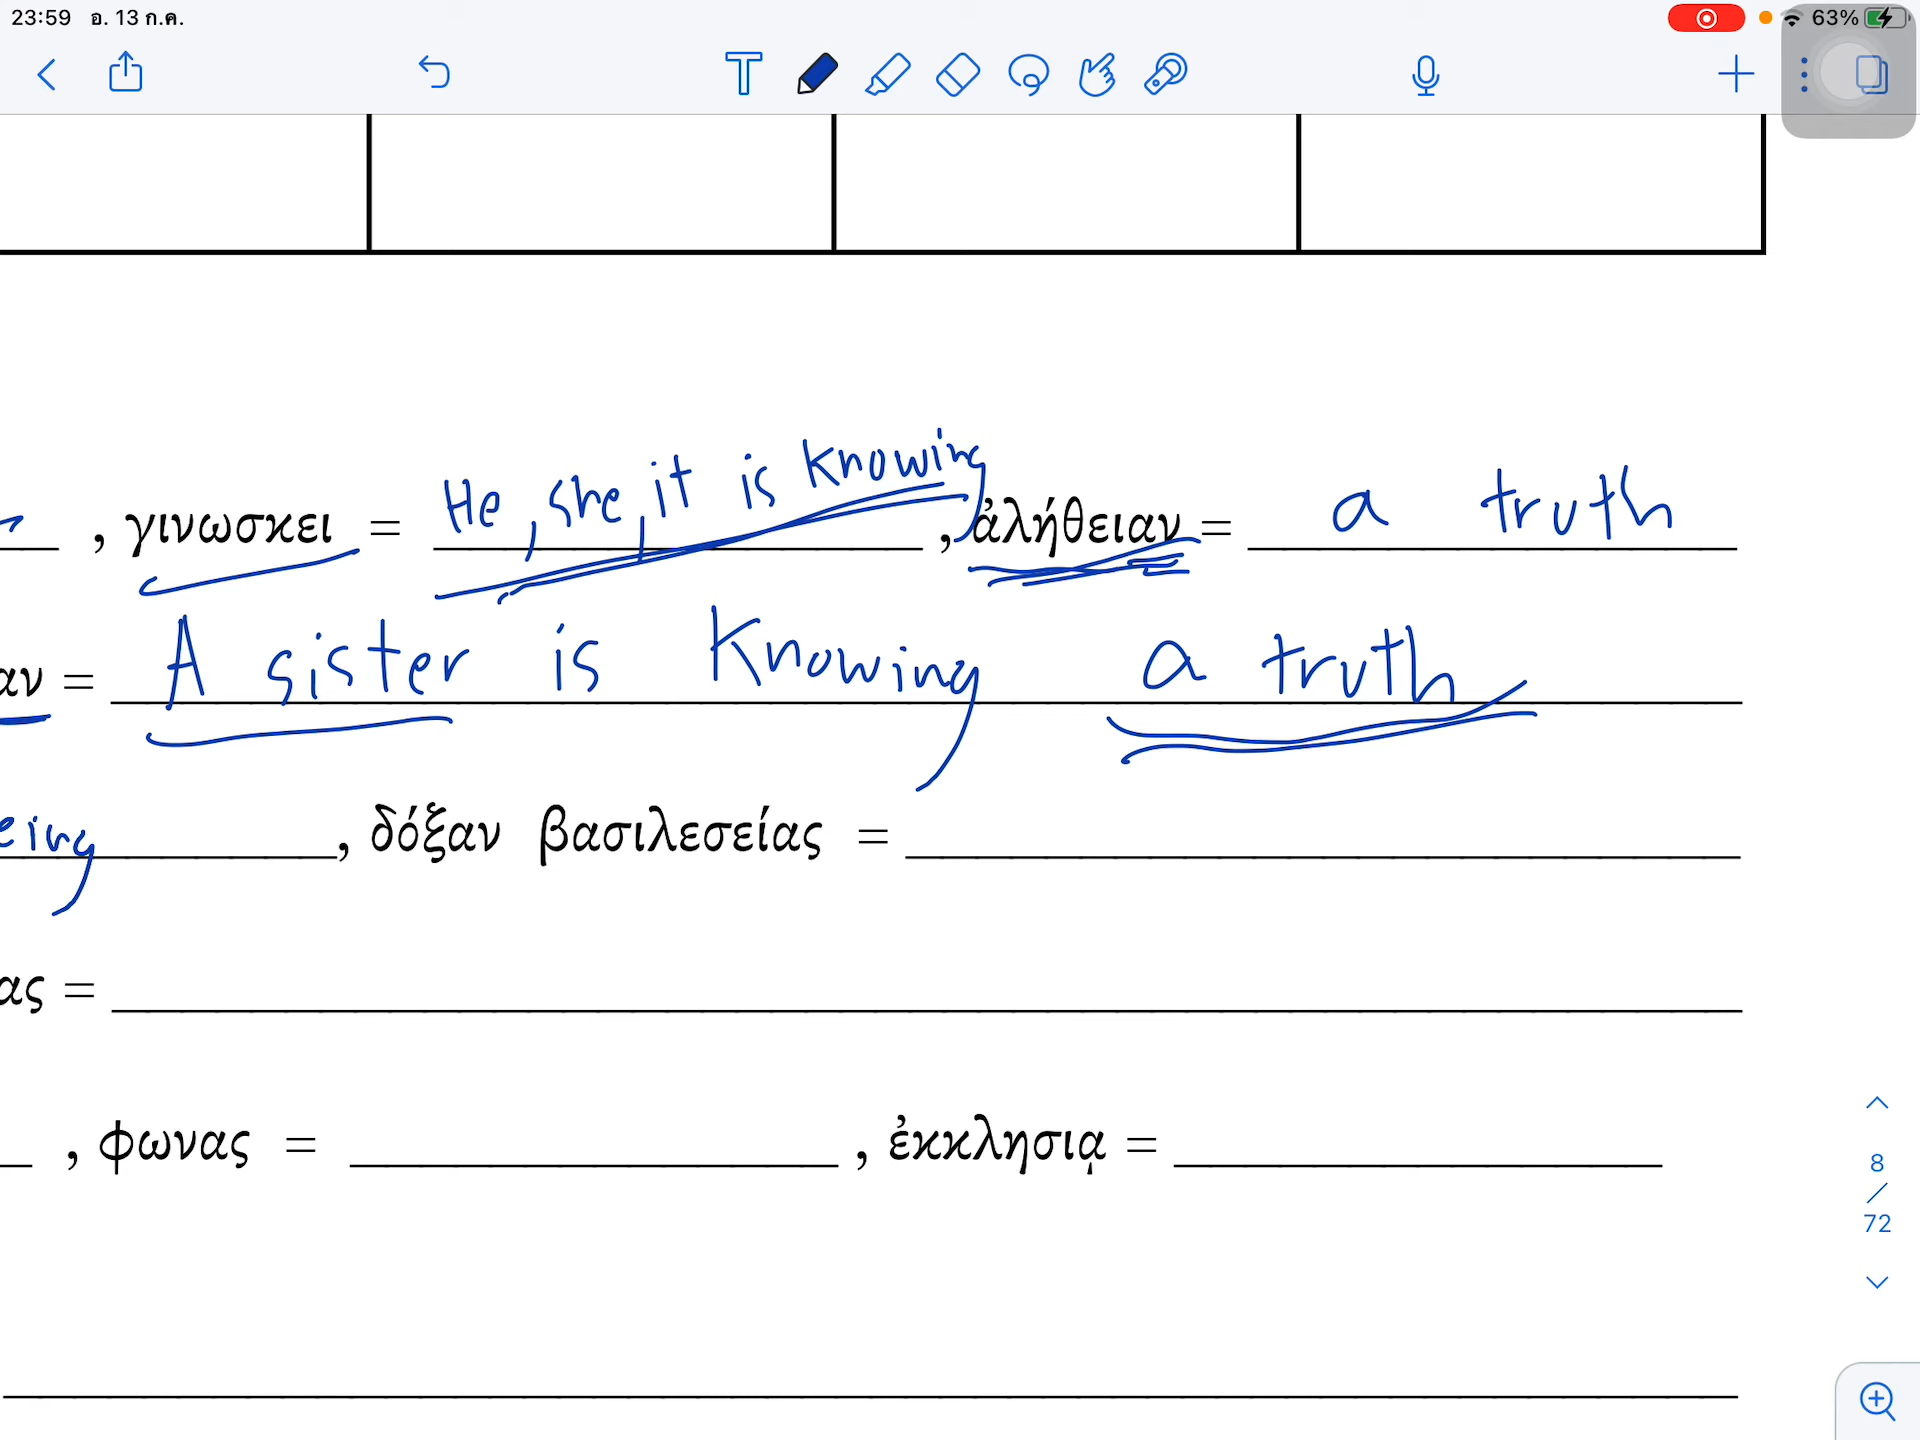 23:59 อ. 13 ก.ค. 63%
T
, γινωσκει = He, she, it is Knowing , ἀλήθειαν = a truth
αν = A sister is Knowing a truth
eing , δόξαν βασιλεσείας =
ας =
, φωνας = , ἐκκλησιᾳ =
8
/
72